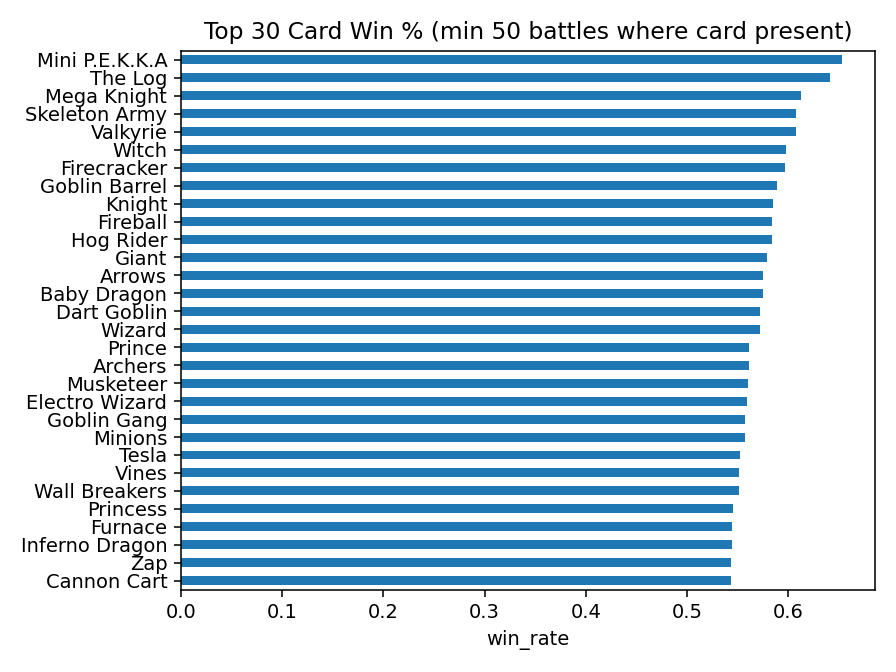 Top 30 Card Win % (min 50 battles where card present)
Mini P.E.K.K.A
The Log
Mega Knight
Skeleton Army
Valkyrie
Witch
Firecracker
Goblin Barrel
Knight
Fireball
Hog Rider
Giant
Arrows
Baby Dragon
Dart Goblin
Wizard
Prince
Archers
Musketeer
Electro Wizard
Goblin Gang
Minions
Tesla
Vines
Wall Breakers
Princess
Furnace
Inferno Dragon
Zap
Cannon Cart
0.0 0.1 0.2 0.3 0.4 0.5 0.6
win_rate